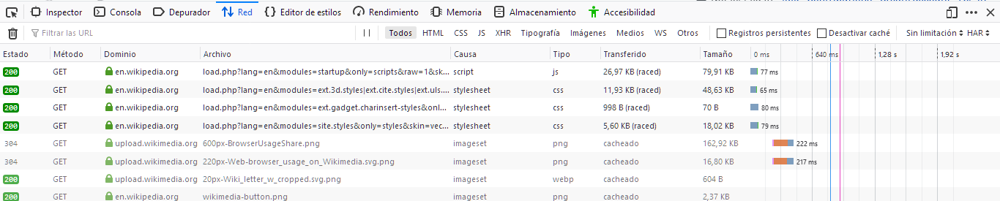 Inspector Consola Depurador Red Editor de estilos Rendimiento Memoria Almacenamiento Accesibilidad
Filtrar las URL Todos HTML CSS JS XHR Tipografía Imágenes Medios WS Otros Registros persistentes Desactivar caché Sin limitación HAR
Estado Método Dominio Archivo Causa Tipo Transferido Tamaño 0 ms 640 ms 1,28 s 1,92 s
200 GET en.wikipedia.org load.php?lang=en&modules=startup&only=scripts&raw=1&sk... script js 26,97 KB (raced) 79,91 KB 77 ms
200 GET en.wikipedia.org load.php?lang=en&modules=ext.3d.styles|ext.cite.styles|ext.uls.... stylesheet css 11,93 KB (raced) 48,63 KB 65 ms
200 GET en.wikipedia.org load.php?lang=en&modules=ext.gadget.charinsert-styles&onl... stylesheet css 998 B (raced) 70 B 80 ms
200 GET en.wikipedia.org load.php?lang=en&modules=site.styles&only=styles&skin=vec... stylesheet css 5,60 KB (raced) 18,02 KB 79 ms
304 GET upload.wikimedia.org 600px-BrowserUsageShare.png imageset png cacheado 162,92 KB 222 ms
304 GET upload.wikimedia.org 220px-Web-browser_usage_on_Wikimedia.svg.png imageset png cacheado 16,80 KB 217 ms
200 GET upload.wikimedia.org 20px-Wiki_letter_w_cropped.svg.png imageset webp cacheado 604 B
200 GET en.wikipedia.org wikimedia-button.png imageset png cacheado 2,37 KB